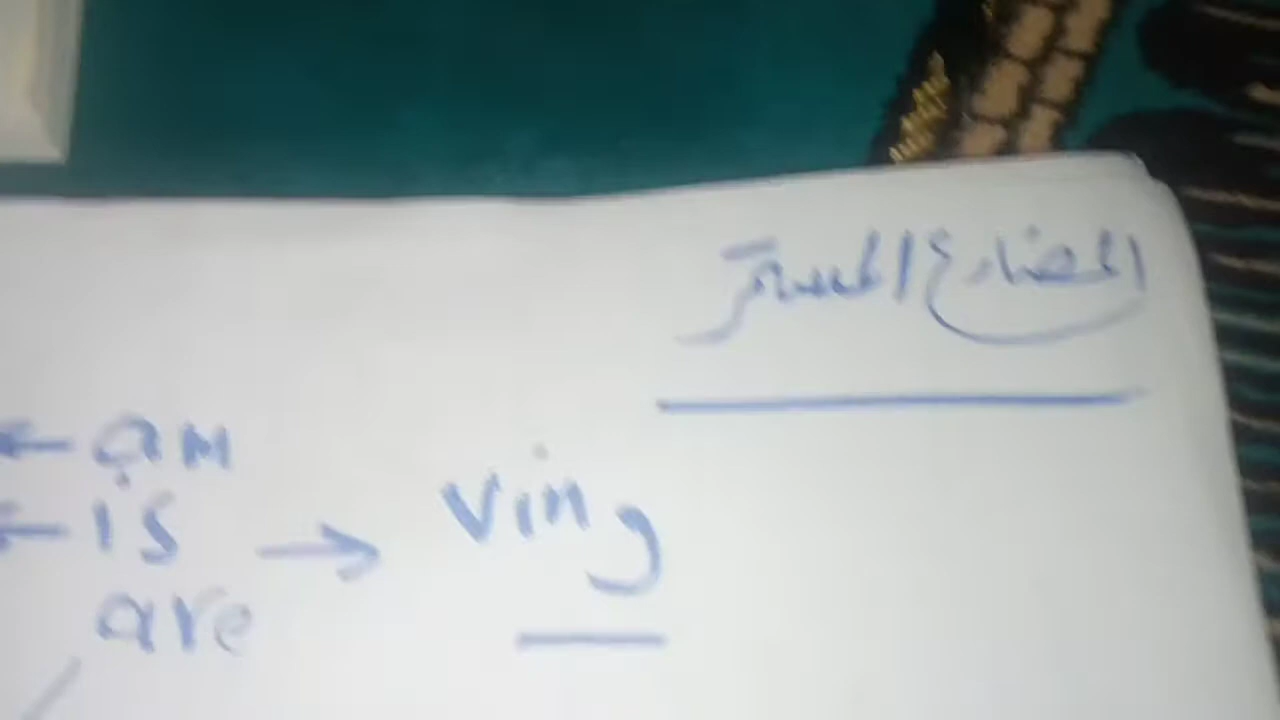 المضارع المستمر
← am
← is → Ving
are